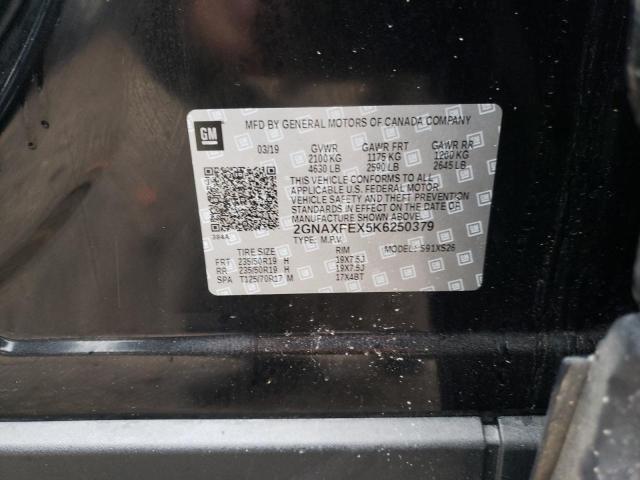 GM
MFD BY GENERAL MOTORS OF CANADA COMPANY
03/19 GVWR GAWR FRT GAWR RR
2100 KG 1175 KG 1200 KG
4630 LB 2590 LB 2645 LB
THIS VEHICLE CONFORMS TO ALL
APPLICABLE U.S. FEDERAL MOTOR
VEHICLE SAFETY AND THEFT PREVENTION
STANDARDS IN EFFECT ON THE DATE OF
MANUFACTURE SHOWN ABOVE.
2GNAXFEX5K6250379
TYPE: M.P.V. MODEL: S91XS26
TIRE SIZE RIM
FRT 235/50R19 H 19X7.5J
RR 235/50R19 H 19X7.5J
SPA T125/70R17 M 17X4BT